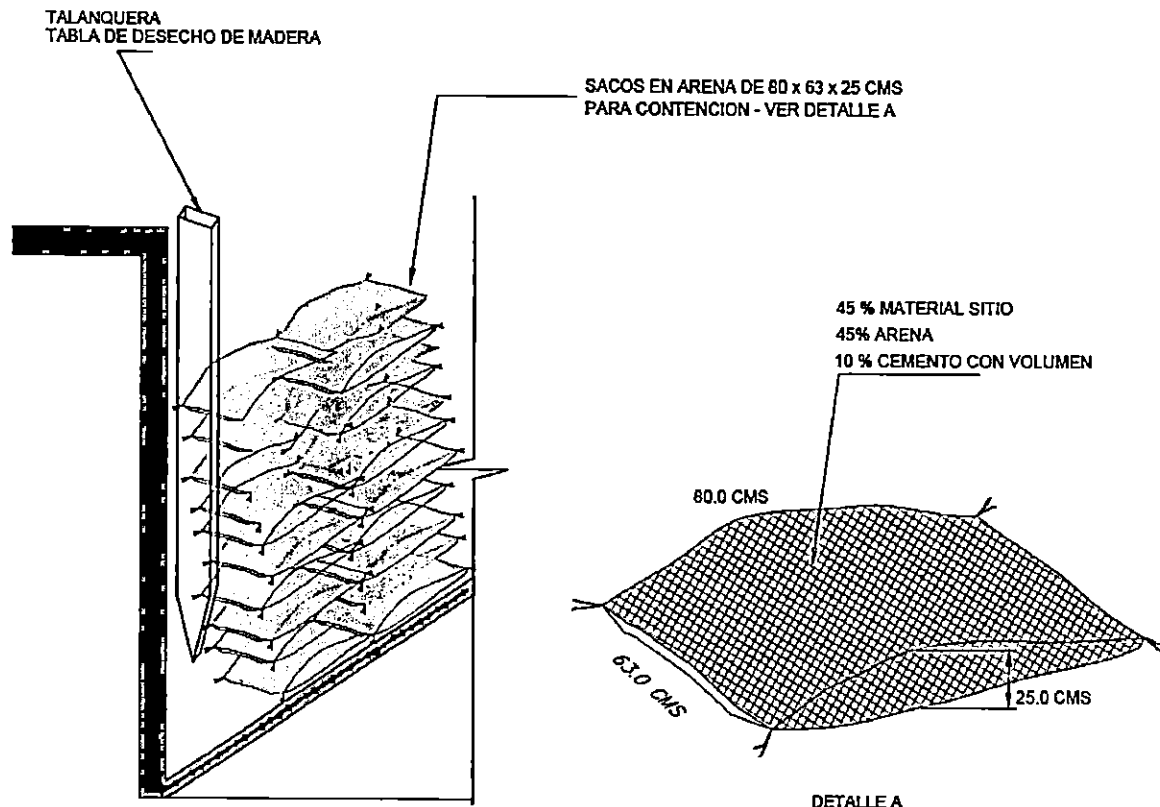 TALANQUERA
TABLA DE DESECHO DE MADERA
SACOS EN ARENA DE 80 x 63 x 25 CMS
PARA CONTENCION - VER DETALLE A
45 % MATERIAL SITIO
45% ARENA
10 % CEMENTO CON VOLUMEN
80.0 CMS
63.0 CMS
25.0 CMS
DETALLE A